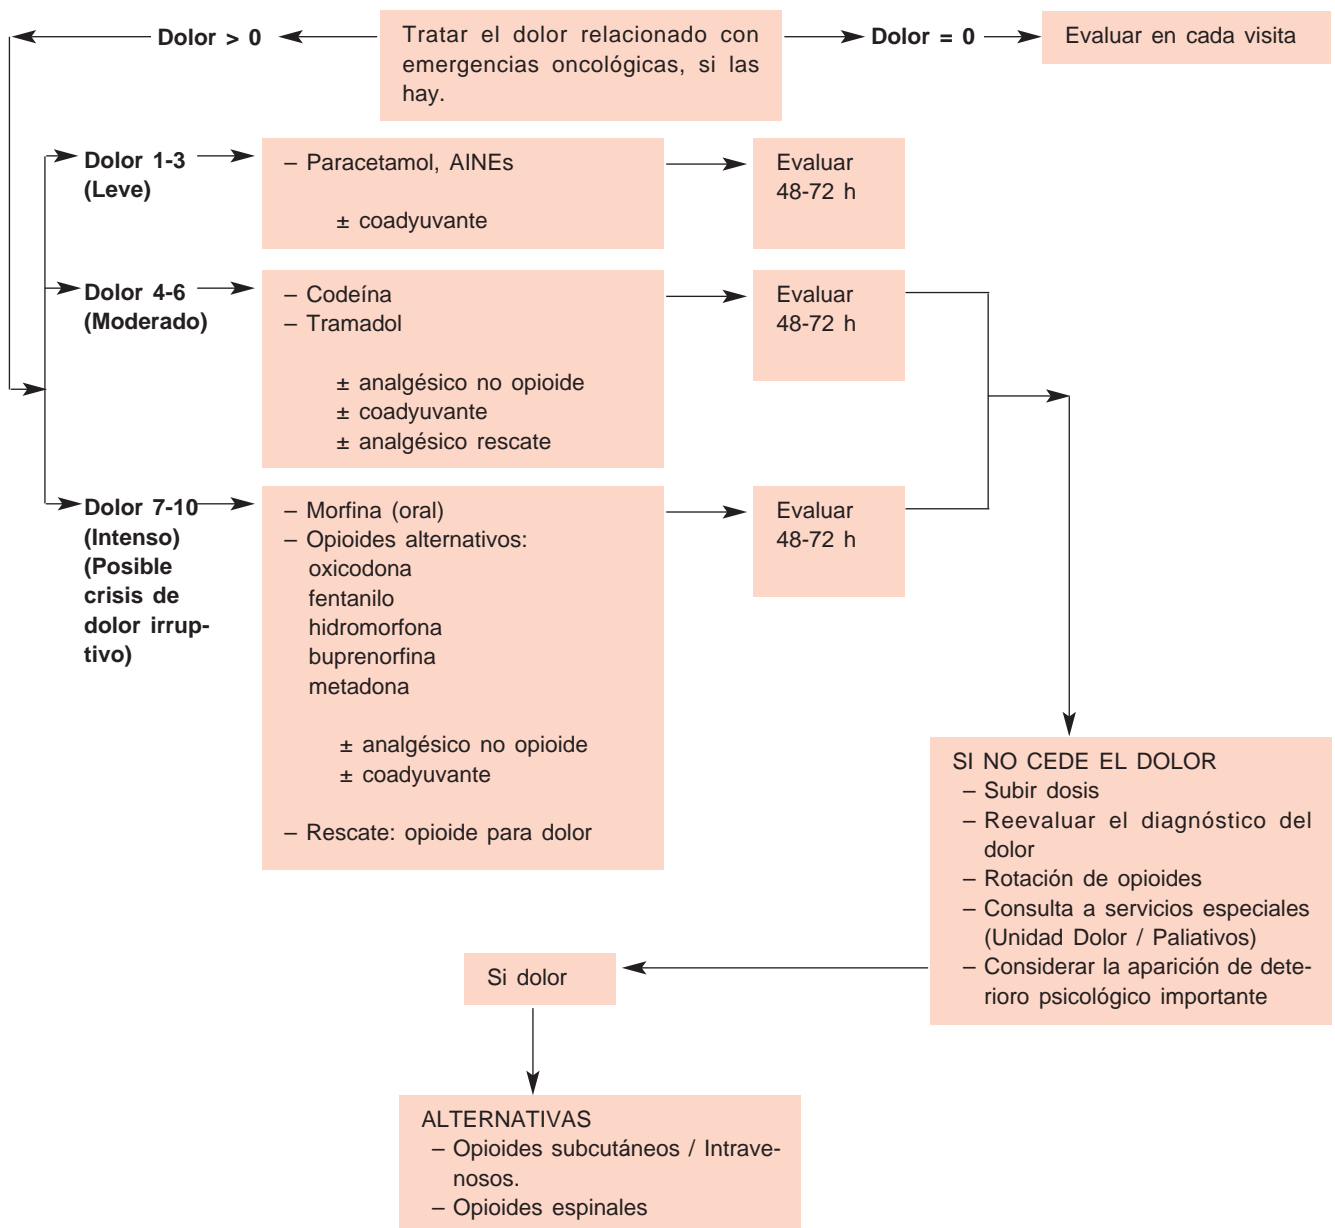 Dolor > 0
Tratar el dolor relacionado con
emergencias oncológicas, si las
hay.
Dolor = 0
Evaluar en cada visita
Dolor 1-3
(Leve)
– Paracetamol, AINEs
± coadyuvante
Evaluar
48-72 h
Dolor 4-6
(Moderado)
– Codeína
– Tramadol
± analgésico no opioide
± coadyuvante
± analgésico rescate
Evaluar
48-72 h
Dolor 7-10
(Intenso)
(Posible
crisis de
dolor irrup-
tivo)
– Morfina (oral)
– Opioides alternativos:
oxicodona
fentanilo
hidromorfona
buprenorfina
metadona
± analgésico no opioide
± coadyuvante
– Rescate: opioide para dolor
Evaluar
48-72 h
SI NO CEDE EL DOLOR
– Subir dosis
– Reevaluar el diagnóstico del
dolor
– Rotación de opioides
– Consulta a servicios especiales
(Unidad Dolor / Paliativos)
– Considerar la aparición de dete-
rioro psicológico importante
Si dolor
ALTERNATIVAS
– Opioides subcutáneos / Intrave-
nosos.
– Opioides espinales